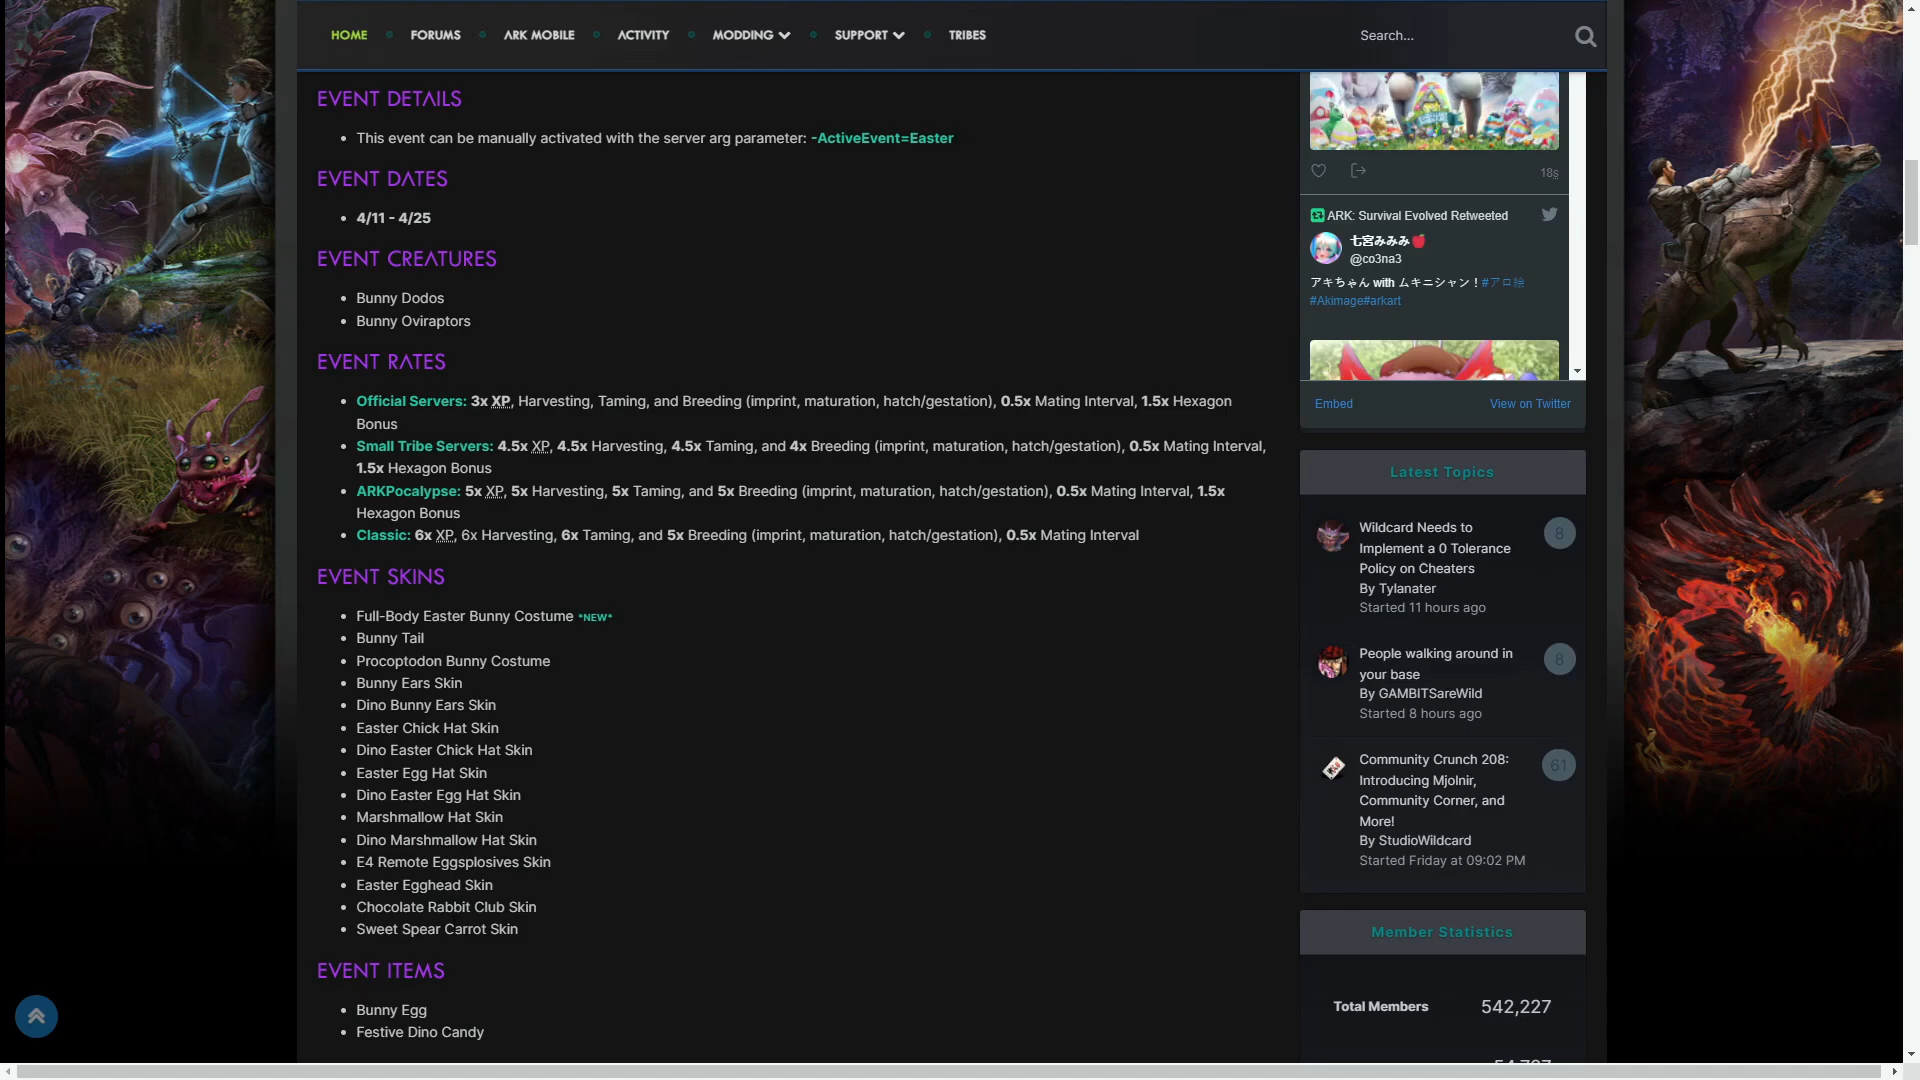 HOME FORUMS ARK MOBILE ACTIVITY MODDING SUPPORT TRIBES Search...
EVENT DETAILS
This event can be manually activated with the server arg parameter: -ActiveEvent=Easter
EVENT DATES
4/11 - 4/25
EVENT CREATURES
Bunny Dodos
Bunny Oviraptors
EVENT RATES
Official Servers: 3x XP, Harvesting, Taming, and Breeding (imprint, maturation, hatch/gestation), 0.5x Mating Interval, 1.5x Hexagon
Bonus
Small Tribe Servers: 4.5x XP, 4.5x Harvesting, 4.5x Taming, and 4x Breeding (imprint, maturation, hatch/gestation), 0.5x Mating Interval,
1.5x Hexagon Bonus
ARKPocalypse: 5x XP, 5x Harvesting, 5x Taming, and 5x Breeding (imprint, maturation, hatch/gestation), 0.5x Mating Interval, 1.5x
Hexagon Bonus
Classic: 6x XP, 6x Harvesting, 6x Taming, and 5x Breeding (imprint, maturation, hatch/gestation), 0.5x Mating Interval
EVENT SKINS
Full-Body Easter Bunny Costume *NEW*
Bunny Tail
Procoptodon Bunny Costume
Bunny Ears Skin
Dino Bunny Ears Skin
Easter Chick Hat Skin
Dino Easter Chick Hat Skin
Easter Egg Hat Skin
Dino Easter Egg Hat Skin
Marshmallow Hat Skin
Dino Marshmallow Hat Skin
E4 Remote Eggsplosives Skin
Easter Egghead Skin
Chocolate Rabbit Club Skin
Sweet Spear Carrot Skin
EVENT ITEMS
Bunny Egg
Festive Dino Candy
18s
ARK: Survival Evolved Retweeted
七宮みみみ
@co3na3
アキちゃん with ムキニシャン！#アロ絵
#Akimage#arkart
Embed View on Twitter
Latest Topics
Wildcard Needs to 8
Implement a 0 Tolerance
Policy on Cheaters
By Tylanater
Started 11 hours ago
People walking around in 8
your base
By GAMBITSareWild
Started 8 hours ago
Community Crunch 208: 61
Introducing Mjolnir,
Community Corner, and
More!
By StudioWildcard
Started Friday at 09:02 PM
Member Statistics
Total Members 542,227